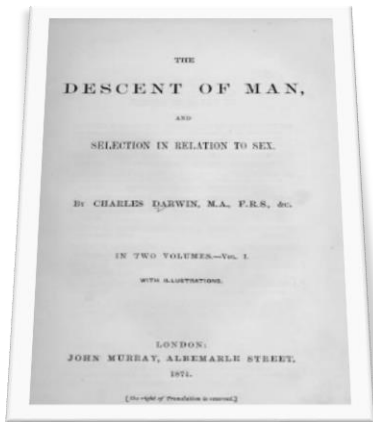 THE
DESCENT OF MAN,
AND
SELECTION IN RELATION TO SEX.
BY CHARLES DARWIN, M.A., F.R.S., &c.
IN TWO VOLUMES.—VOL. I.
WITH ILLUSTRATIONS.
LONDON:
JOHN MURRAY, ALBEMARLE STREET,
1871.
[The right of Translation is reserved.]